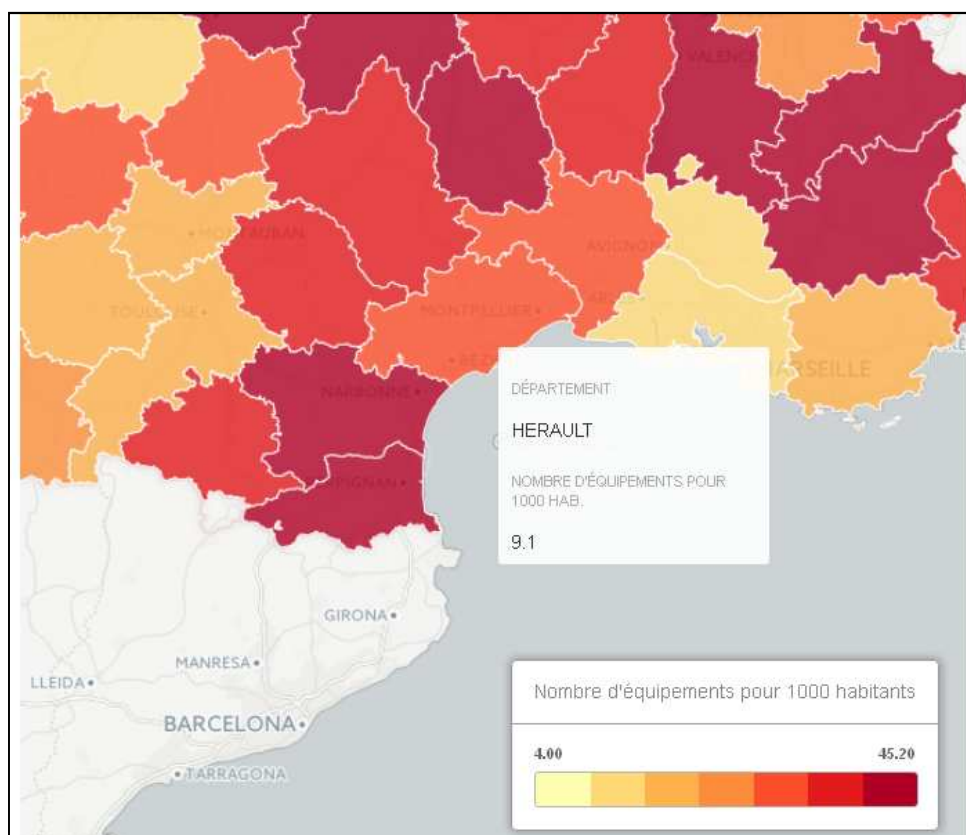 VALENCE
MONTAUBAN
AVIGNON
TOULOUSE
MONTPELLIER
MARSEILLE
NARBONNE
DÉPARTEMENT
HERAULT
NOMBRE D'ÉQUIPEMENTS POUR
1000 HAB.
9.1
GIRONA
MANRESA
LLEIDA
BARCELONA
TARRAGONA
Nombre d'équipements pour 1000 habitants
4.00 45.20